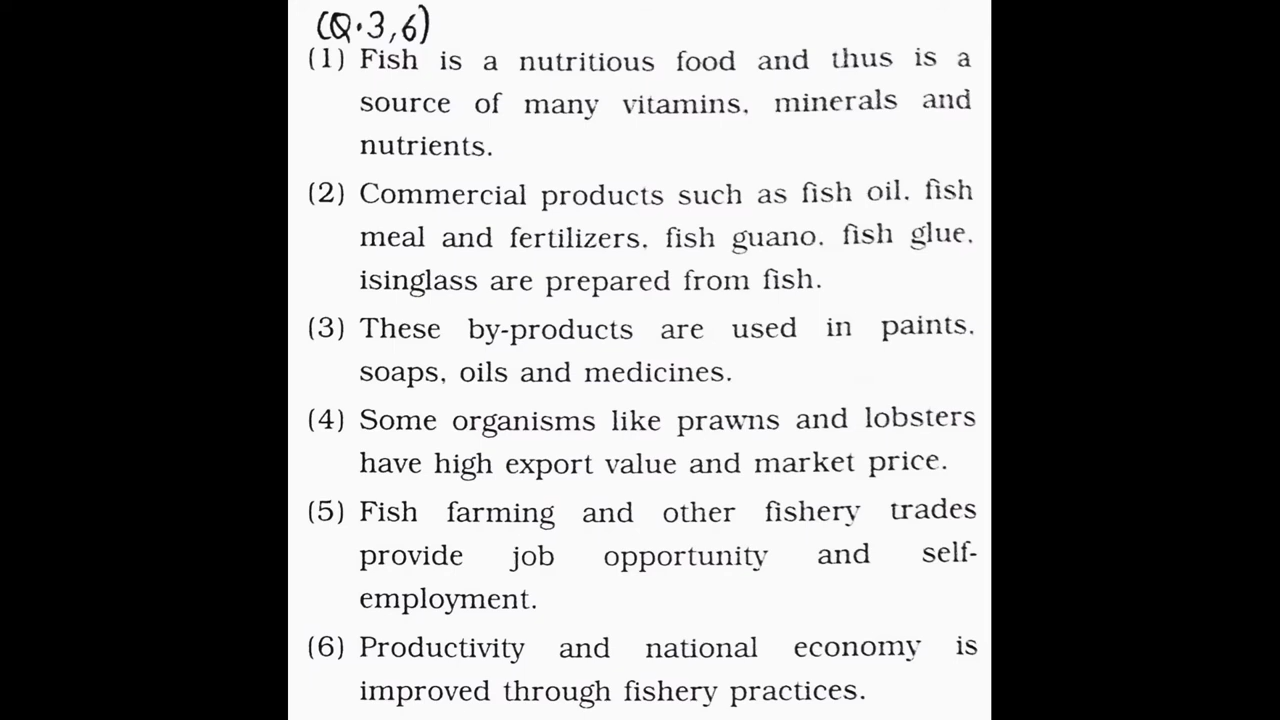 (Q.3,6)
(1) Fish is a nutritious food and thus is a
source of many vitamins, minerals and
nutrients.
(2) Commercial products such as fish oil, fish
meal and fertilizers, fish guano, fish glue,
isinglass are prepared from fish.
(3) These by-products are used in paints,
soaps, oils and medicines.
(4) Some organisms like prawns and lobsters
have high export value and market price.
(5) Fish farming and other fishery trades
provide job opportunity and self-
employment.
(6) Productivity and national economy is
improved through fishery practices.